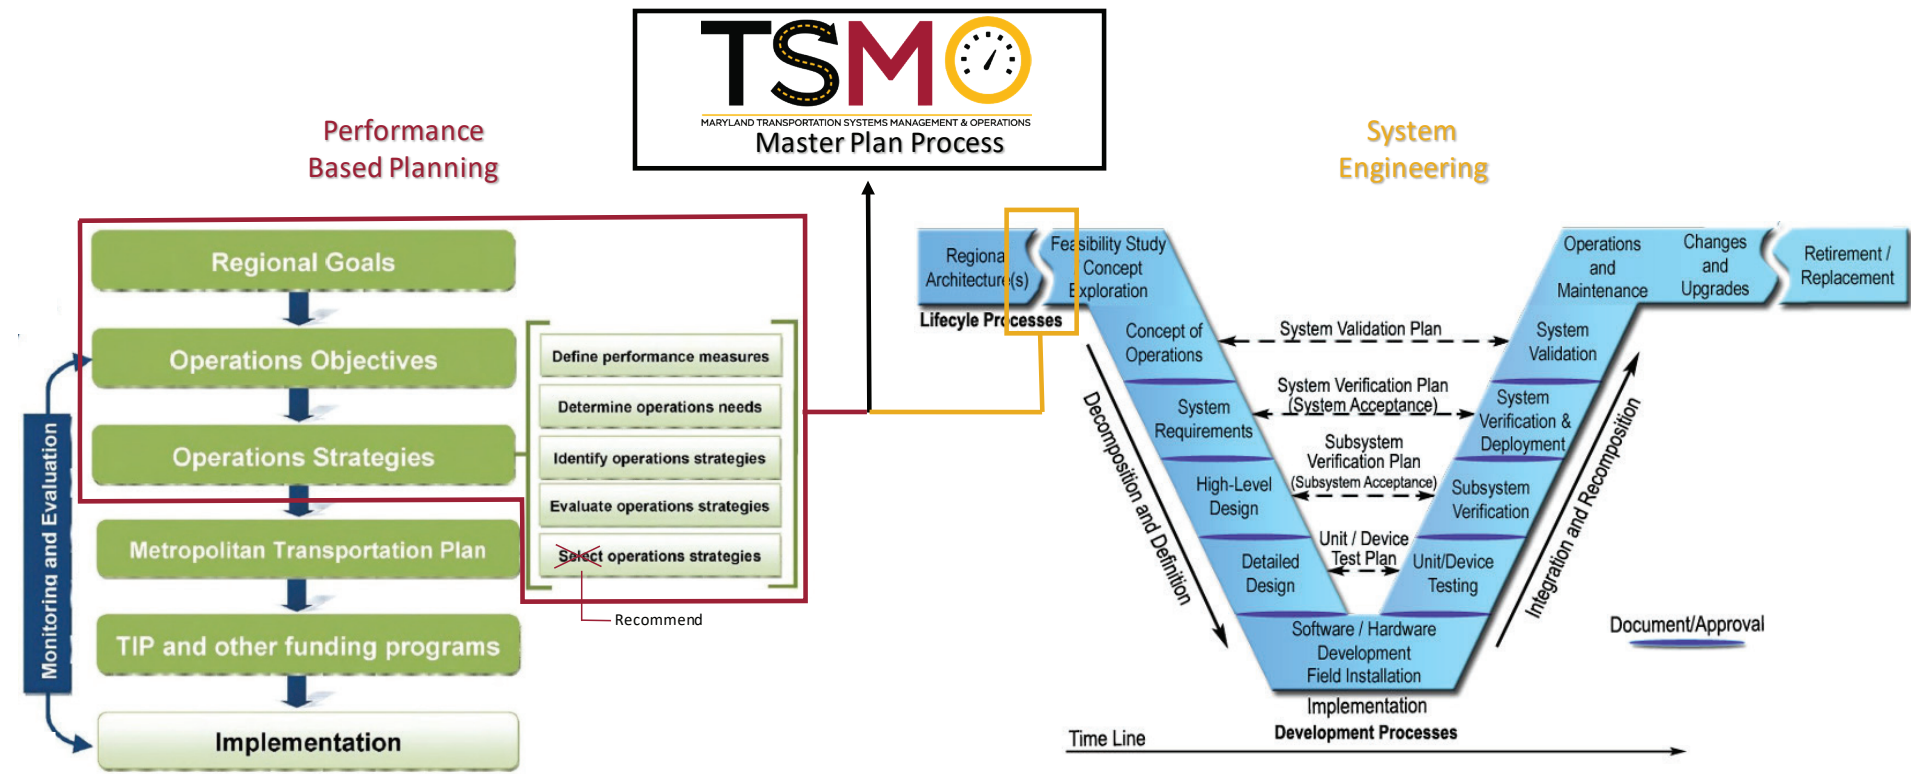 TSMO
MARYLAND TRANSPORTATION SYSTEMS MANAGEMENT & OPERATIONS
Master Plan Process
Performance
Based Planning
Regional Goals
Operations Objectives
Operations Strategies
Metropolitan Transportation Plan
TIP and other funding programs
Implementation
Monitoring and Evaluation
Define performance measures
Determine operations needs
Identify operations strategies
Evaluate operations strategies
Select operations strategies
Recommend
System
Engineering
Regional
Architecture(s)
Lifecyle Processes
Feasibility Study
Concept
Exploration
Concept of
Operations
System
Requirements
High-Level
Design
Detailed
Design
Software / Hardware
Development
Field Installation
Implementation
Development Processes
Time Line
Decomposition and Definition
System Validation Plan
System Verification Plan
(System Acceptance)
Subsystem
Verification Plan
(Subsystem Acceptance)
Unit / Device
Test Plan
Operations
and
Maintenance
Changes
and
Upgrades
Retirement /
Replacement
System
Validation
System
Verification &
Deployment
Subsystem
Verification
Unit/Device
Testing
Integration and Recomposition
Document/Approval